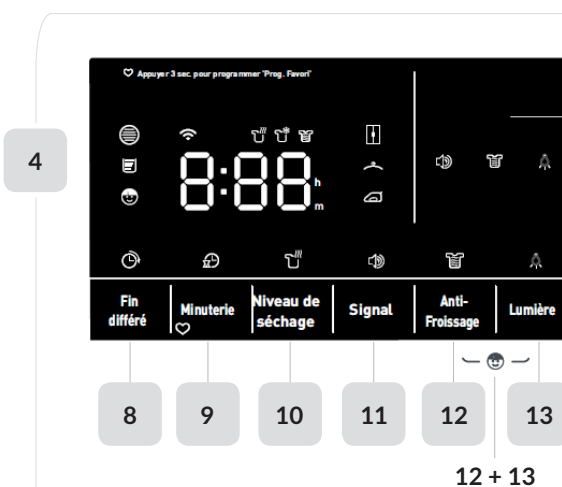 Appuyer 3 sec. pour programmer 'Prog. Favori'
4
8:88 h m
Fin différé
Minuterie
Niveau de séchage
Signal
Anti-Froissage
Lumière
8
9
10
11
12
13
12 + 13